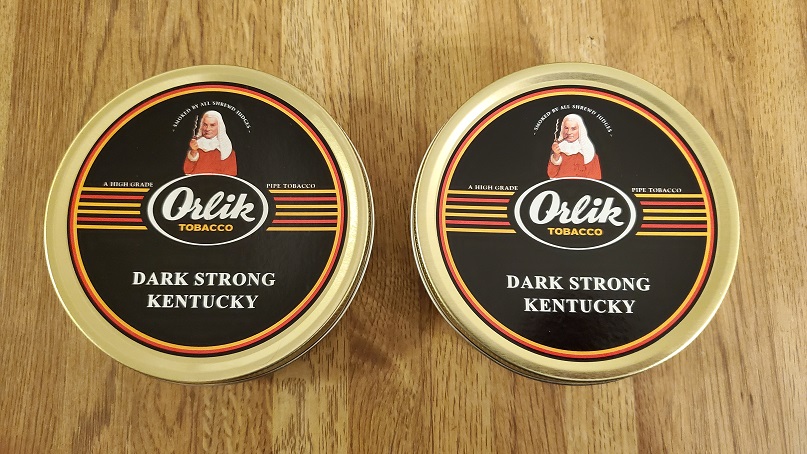 SMOKED BY ALL SHREWD JUDGES
A HIGH GRADE PIPE TOBACCO
Orlik
TOBACCO
DARK STRONG
KENTUCKY
SMOKED BY ALL SHREWD JUDGES
A HIGH GRADE PIPE TOBACCO
Orlik
TOBACCO
DARK STRONG
KENTUCKY